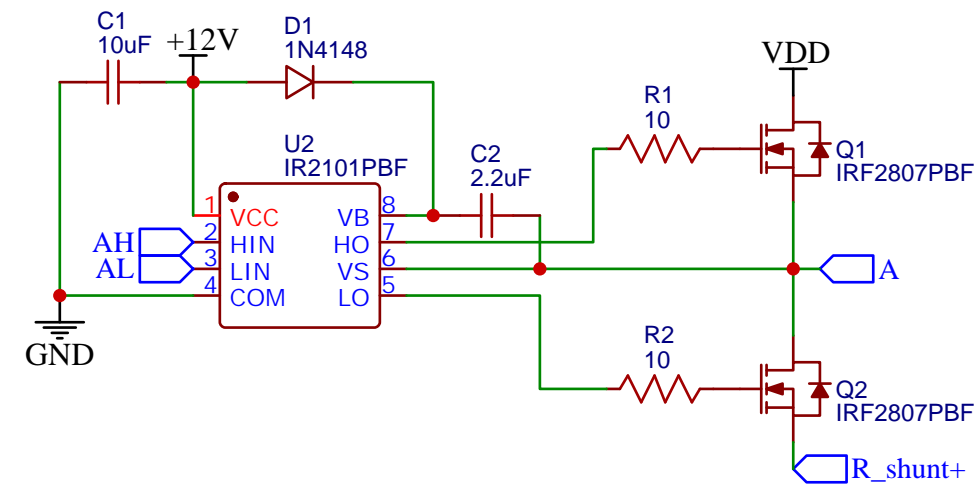 C1
10uF
+12V
D1
1N4148
VDD
R1
10
U2
IR2101PBF
C2
2.2uF
Q1
IRF2807PBF
1
VCC
VB
8
AH
2
HIN
HO
7
AL
3
LIN
VS
6
A
4
COM
LO
5
GND
R2
10
Q2
IRF2807PBF
R_shunt+